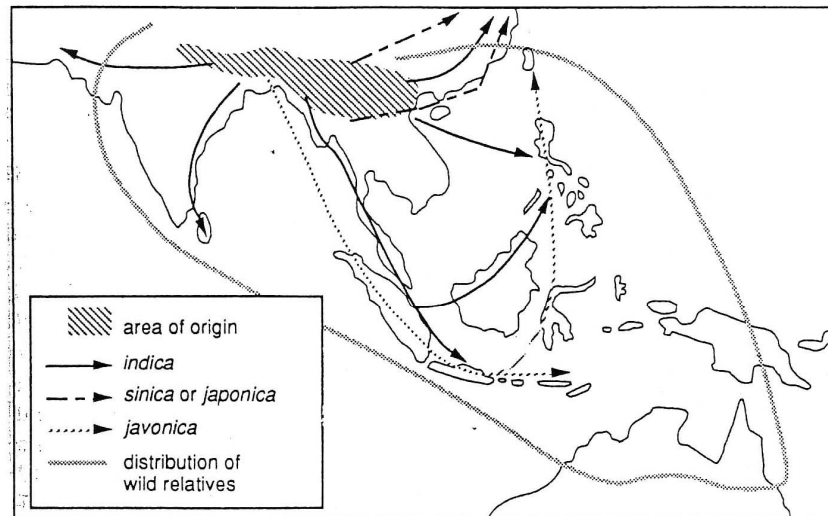 area of origin
indica
sinica or japonica
javonica
distribution of
wild relatives